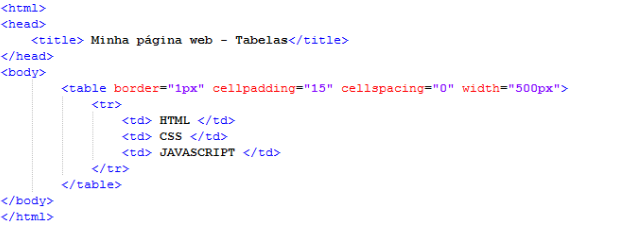 <html>
<head>
<title> Minha página web - Tabelas</title>
</head>
<body>
<table border="1px" cellpadding="15" cellspacing="0" width="500px">
<tr>
<td> HTML </td>
<td> CSS </td>
<td> JAVASCRIPT </td>
</tr>
</table>
</body>
</html>